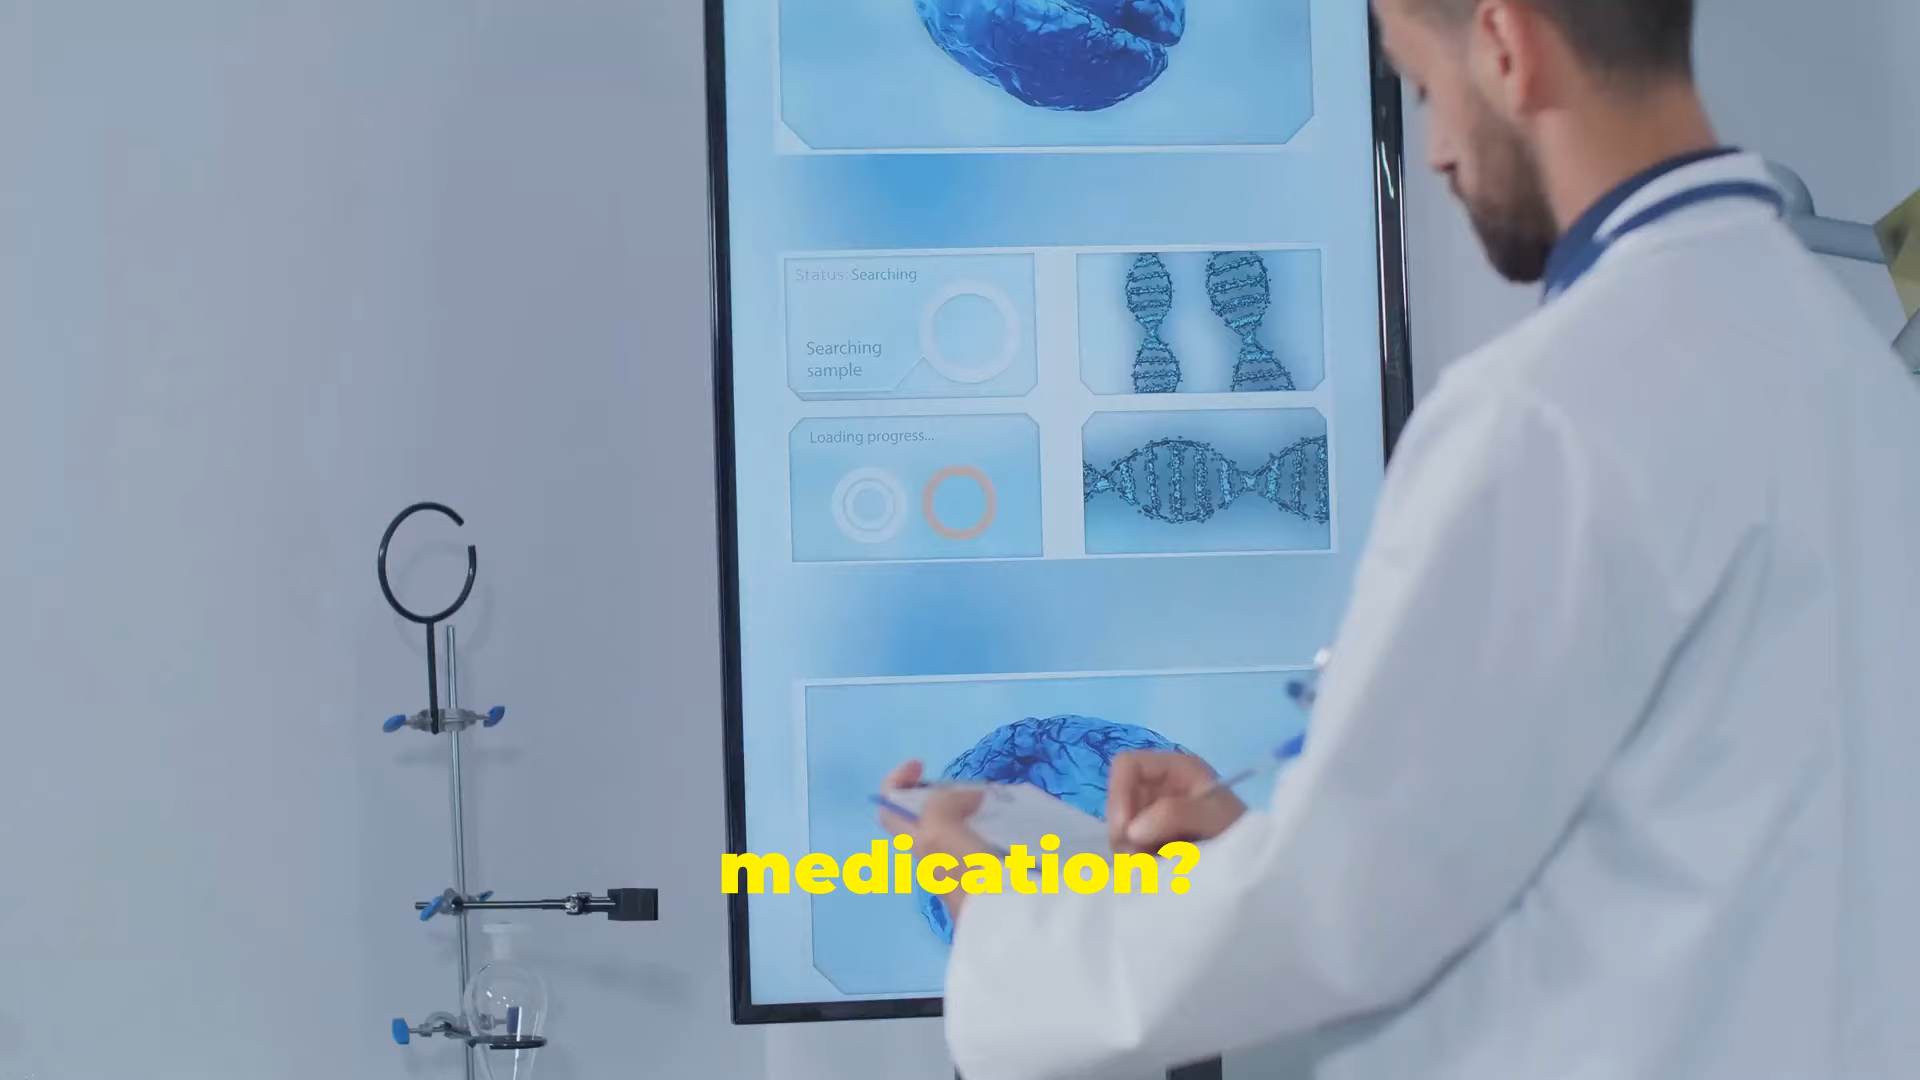 Status: Searching
Searching
sample
Loading progress...
medication?